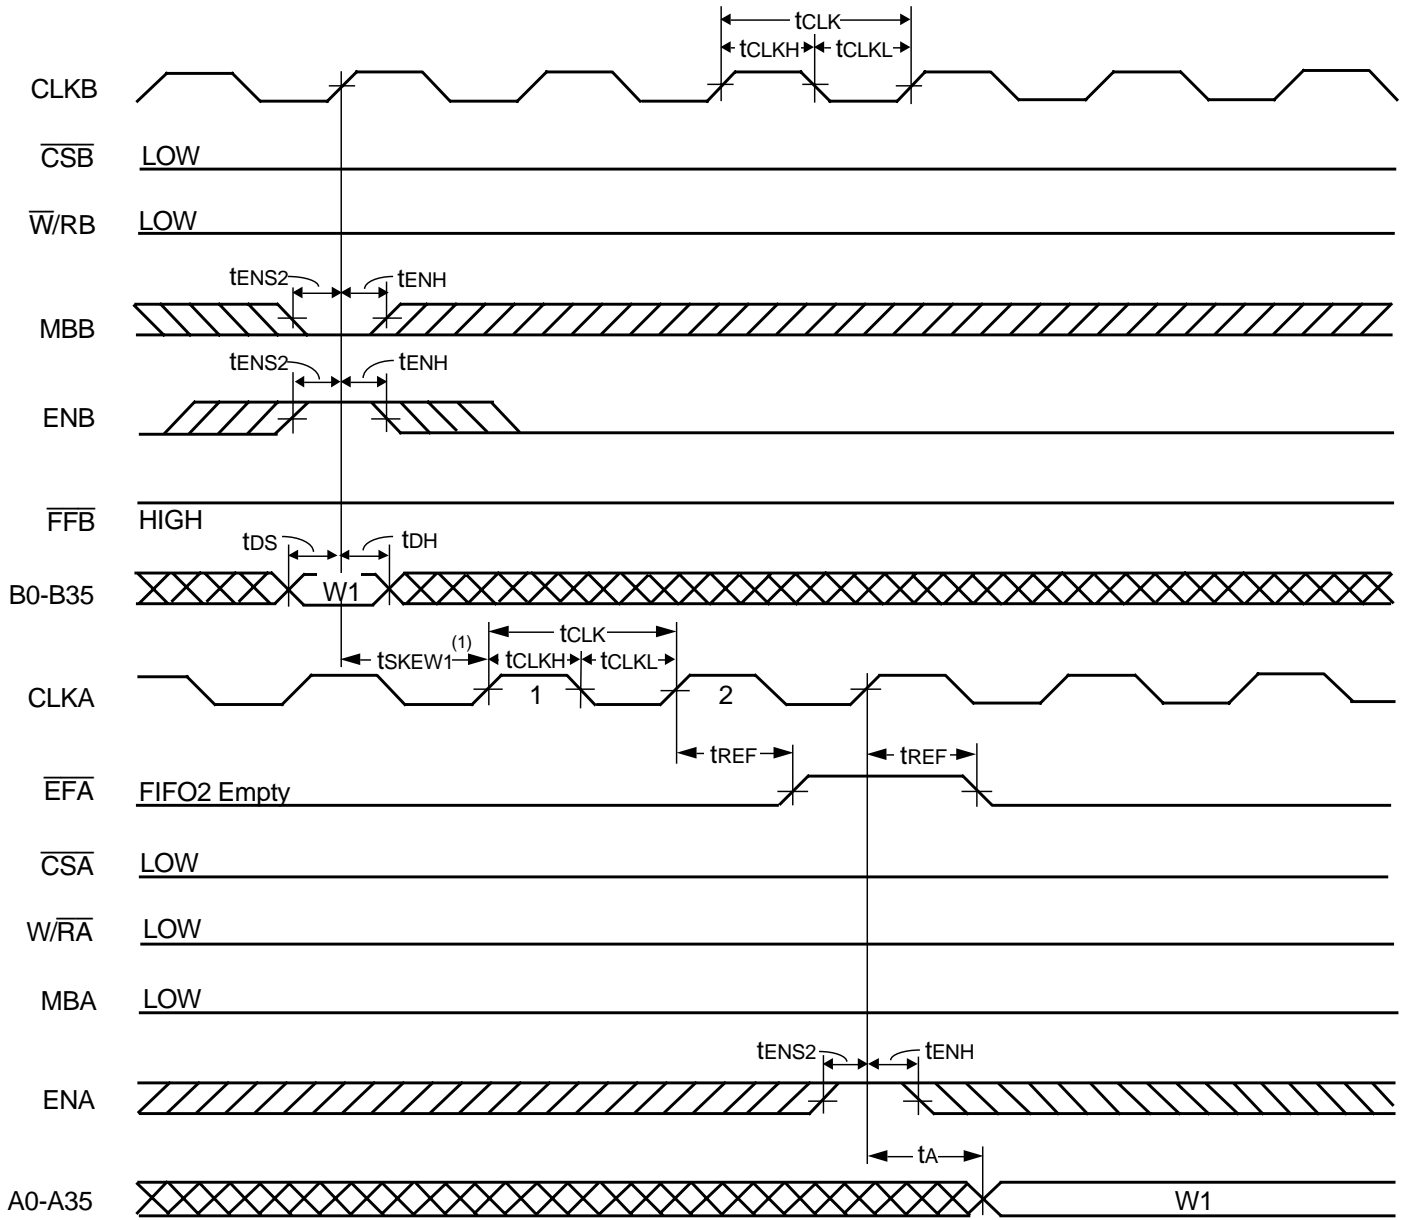 tCLK
tCLKH tCLKL
CLKB
CSB LOW
W/RB LOW
tENS2 tENH
MBB
tENS2 tENH
ENB
FFB HIGH
tDS tDH
B0-B35 W1
tCLK
tSKEW1(1) tCLKH tCLKL
CLKA 1 2
tREF tREF
EFA FIFO2 Empty
CSA LOW
W/RA LOW
MBA LOW
tENS2 tENH
ENA
tA
A0-A35 W1